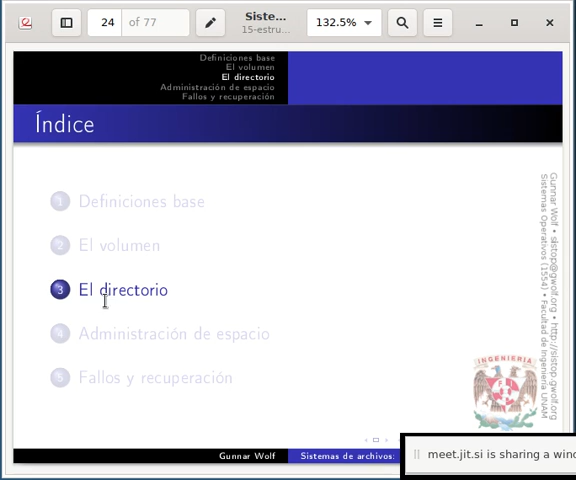 24 of 77
Siste...
15-estru...
132.5%
Definiciones base
El volumen
El directorio
Administración de espacio
Fallos y recuperación
Índice
1 Definiciones base
2 El volumen
3 El directorio
4 Administración de espacio
5 Fallos y recuperación
Gunnar Wolf • sistop@gwolf.org • http://sistop.gwolf.org
Sistemas Operativos (1554) • Facultad de Ingeniería UNAM
INGENIERIA
Gunnar Wolf
Sistemas de archivos:
meet.jit.si is sharing a wind